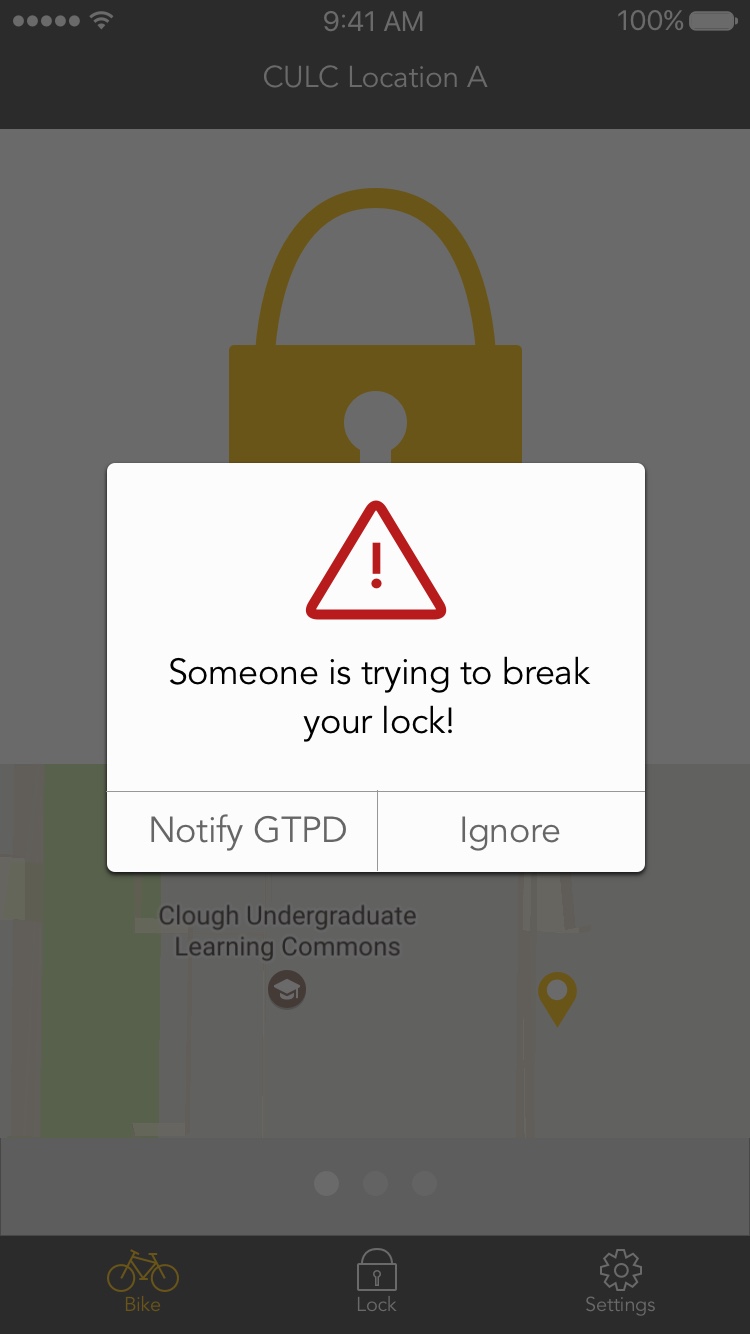 9:41 AM
100%
CULC Location A
Someone is trying to break
your lock!
Notify GTPD
Ignore
Clough Undergraduate
Learning Commons
Bike
Lock
Settings